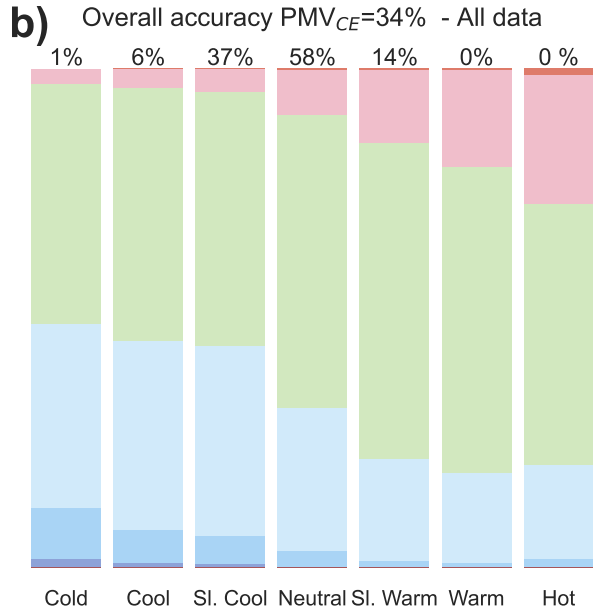 b) Overall accuracy PMV_CE=34% - All data
1% 6% 37% 58% 14% 0% 0 %
Cold Cool Sl. Cool Neutral Sl. Warm Warm Hot